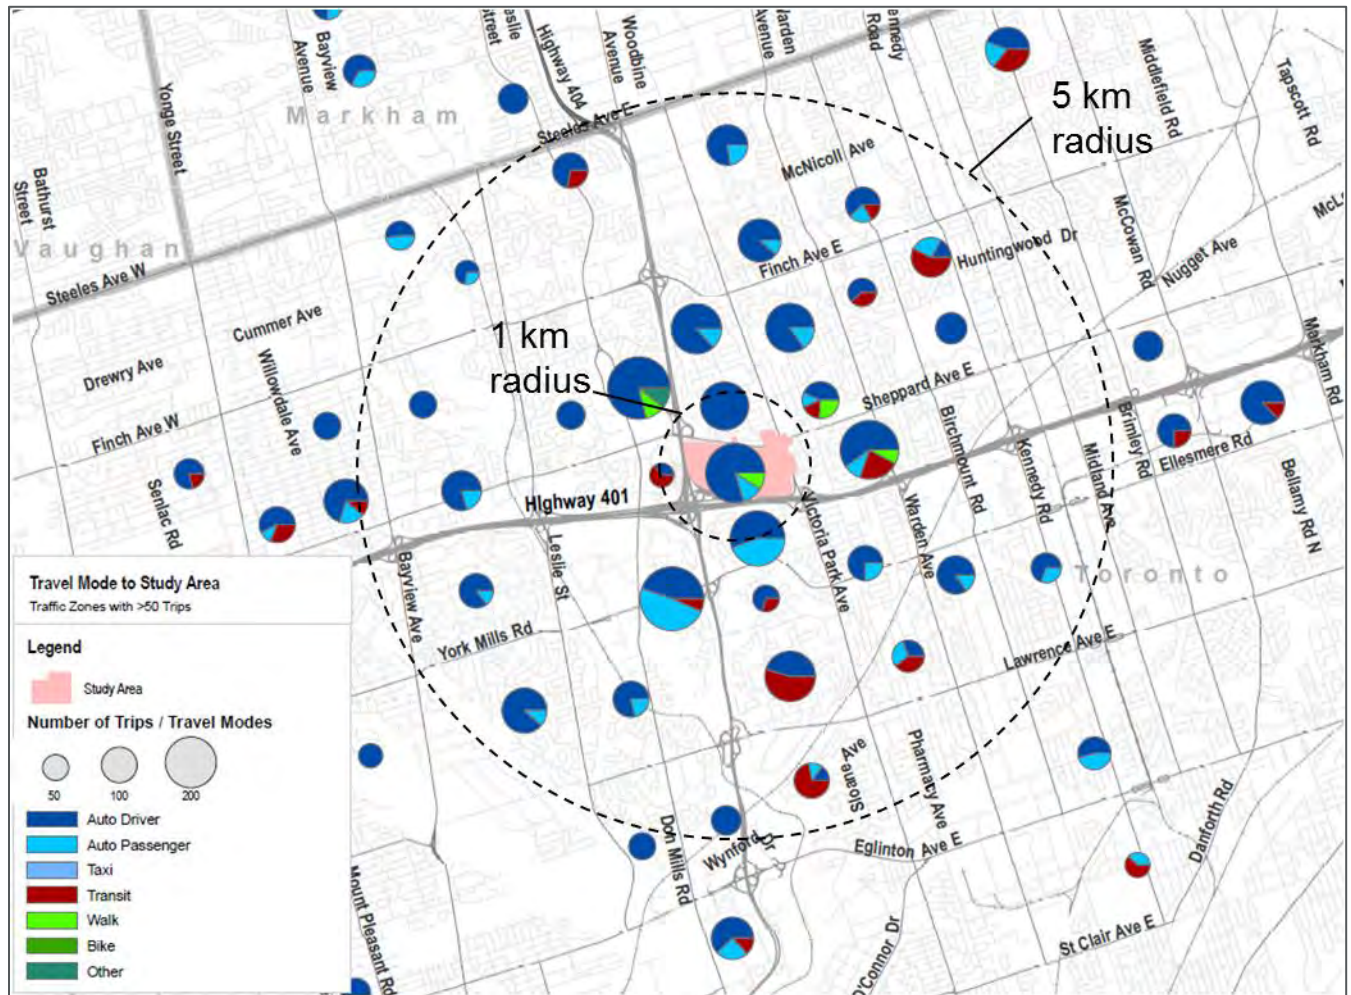 Bayview
Avenue
Leslie
Street
Highway 404
Woodbine
Avenue
Warden
Avenue
Kennedy
Road
Middlefield Rd
Tapscott Rd
Yonge Street
Markham
Steeles Ave E
5 km
radius
McNicoll Ave
Bathurst
Street
Vaughan
McCowan Rd
Huntingwood Dr
Nugget Ave
Finch Ave E
Steeles Ave W
Cummer Ave
1 km
radius
Drewry Ave
Willowdale Ave
Markham Rd
Sheppard Ave E
Finch Ave W
Birchmount Rd
Brimley Rd
Ellesmere Rd
Kennedy Rd
Midland Ave
Senlac Rd
Highway 401
Bellamy Rd N
Victoria Park Ave
Warden Ave
Leslie St
Bayview Ave
Toronto
York Mills Rd
Lawrence Ave E
Travel Mode to Study Area
Traffic Zones with >50 Trips
Legend
Study Area
Number of Trips / Travel Modes
50
100
200
Auto Driver
Auto Passenger
Taxi
Transit
Walk
Bike
Other
Sloane Ave
Pharmacy Ave
Don Mills Rd
Wynford Dr
Eglinton Ave E
Danforth Rd
Mount Pleasant Rd
O'Connor Dr
St Clair Ave E